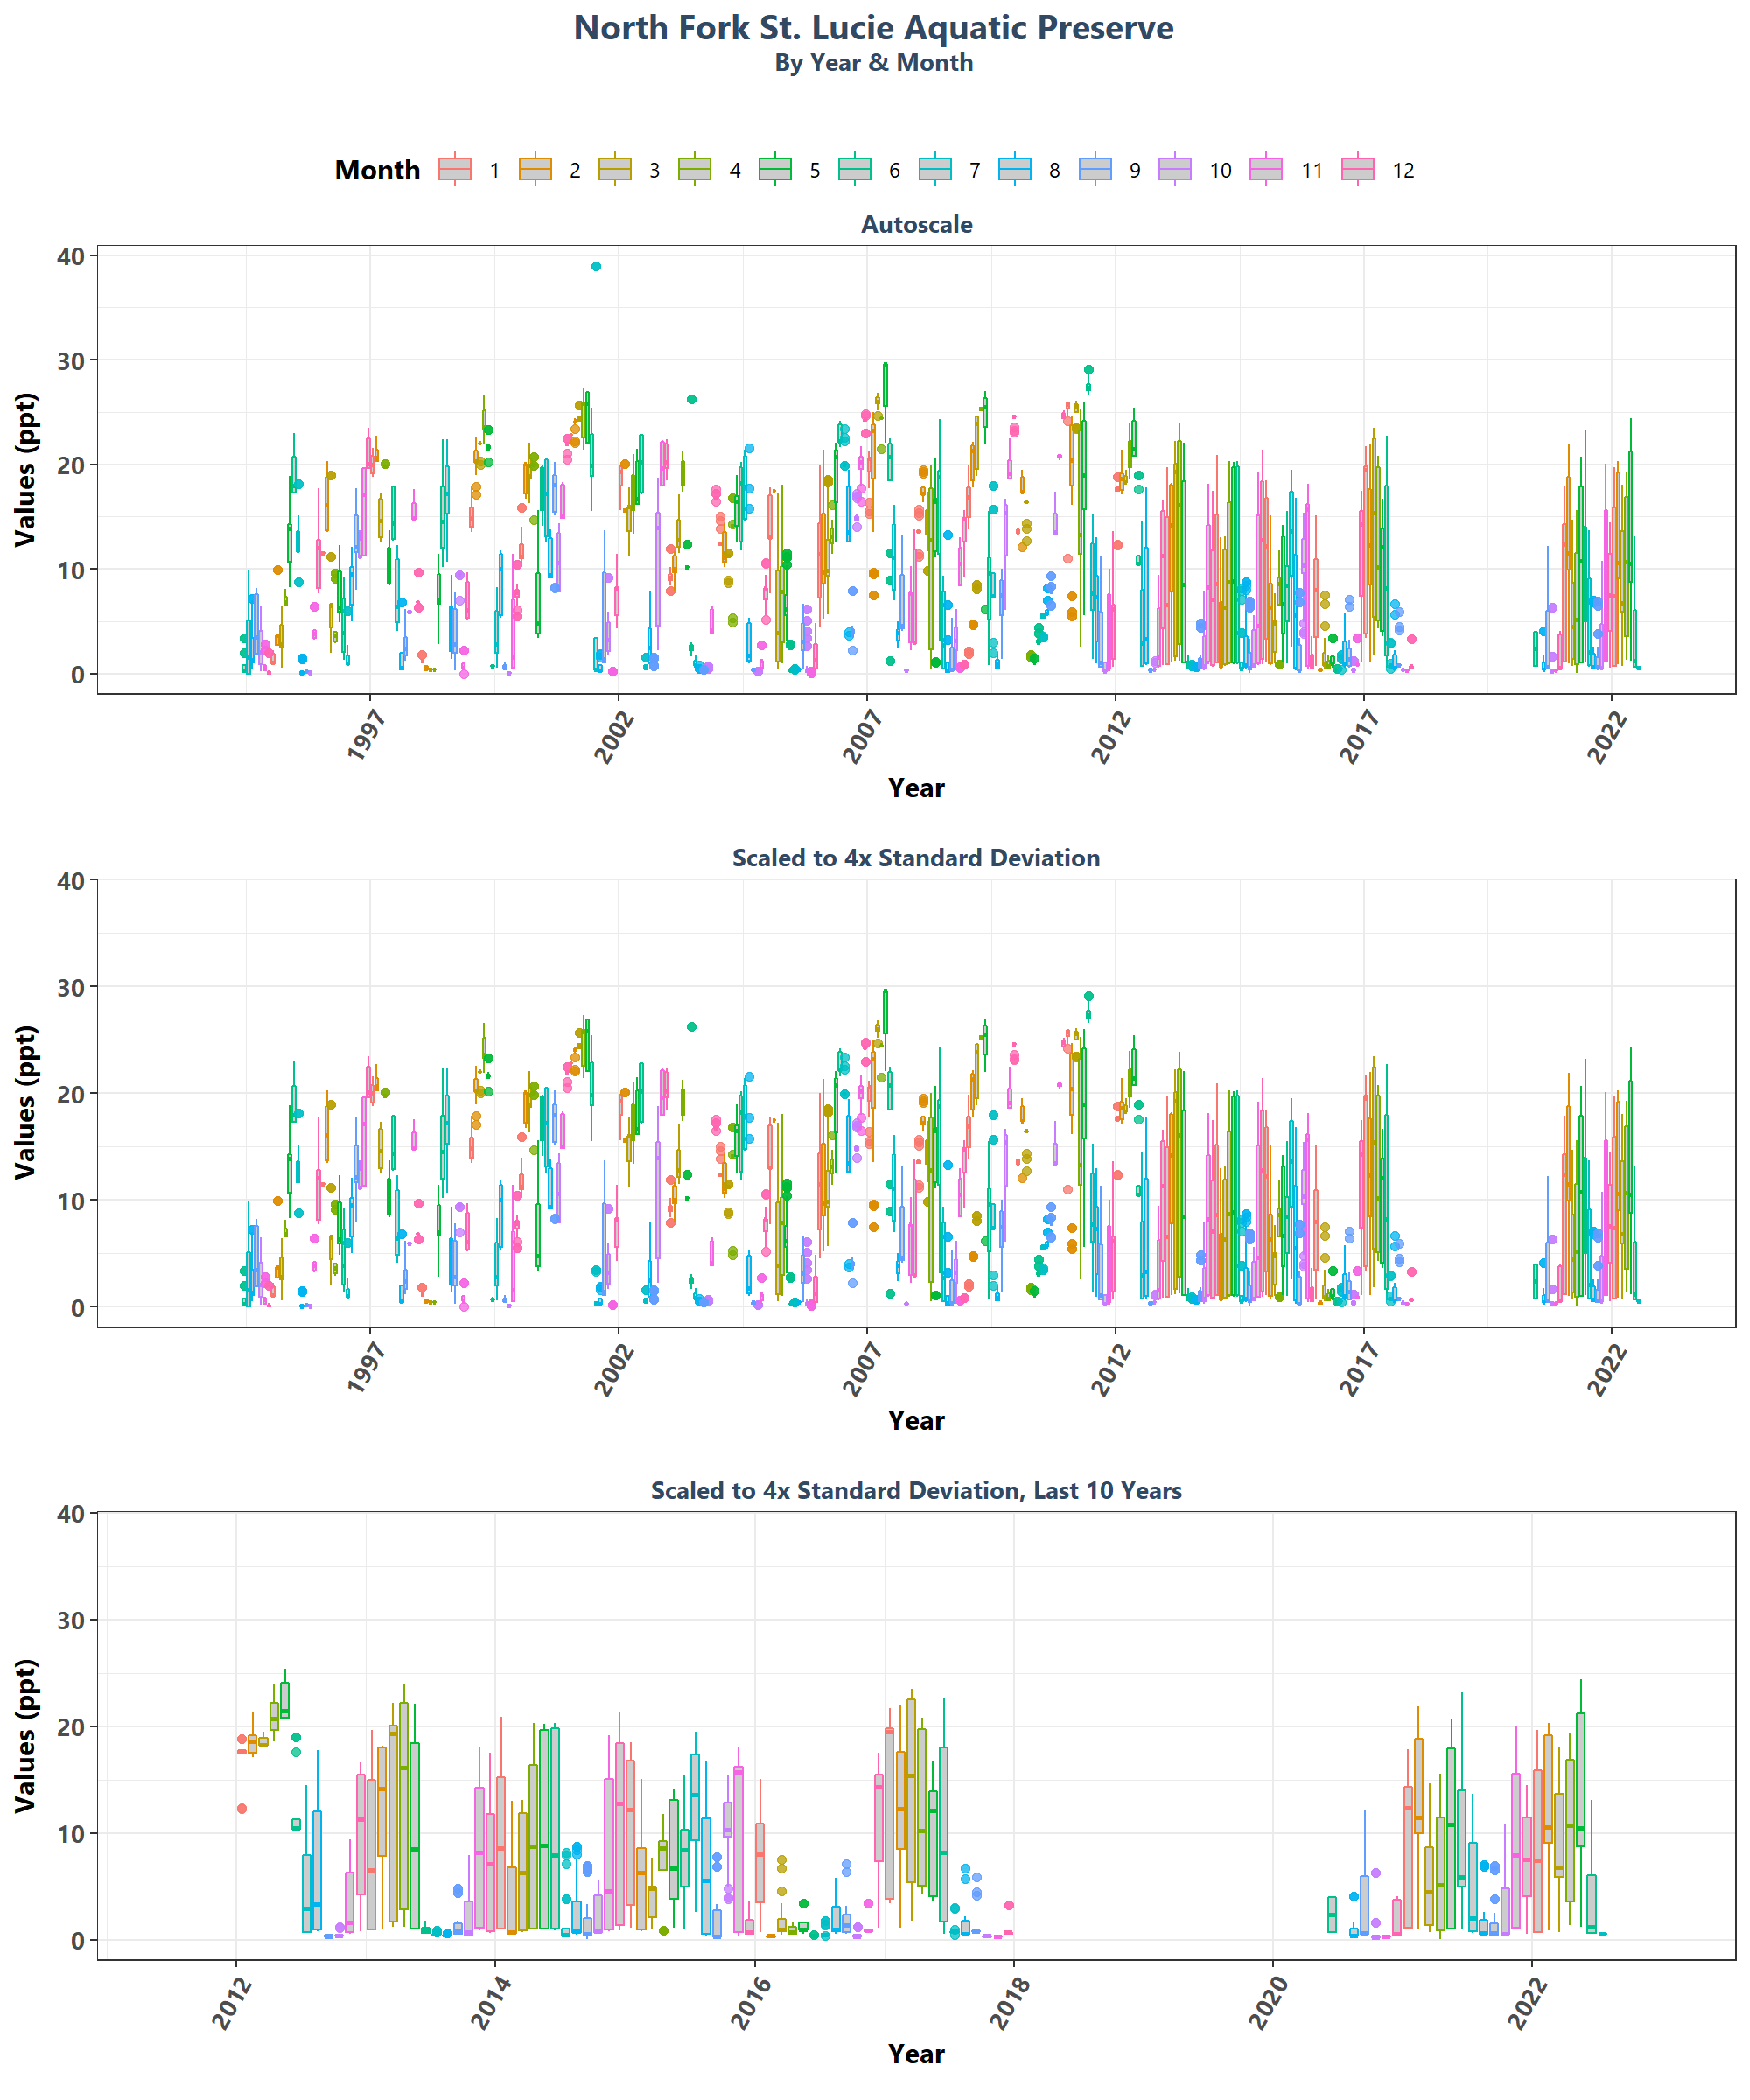 North Fork St. Lucie Aquatic Preserve
By Year & Month
Month 1 2 3 4 5 6 7 8 9 10 11 12
Autoscale
40
30
20
10
0
Values (ppt)
1997 2002 2007 2012 2017 2022
Year
Scaled to 4x Standard Deviation
40
30
20
10
0
Values (ppt)
1997 2002 2007 2012 2017 2022
Year
Scaled to 4x Standard Deviation, Last 10 Years
40
30
20
10
0
Values (ppt)
2012 2014 2016 2018 2020 2022
Year